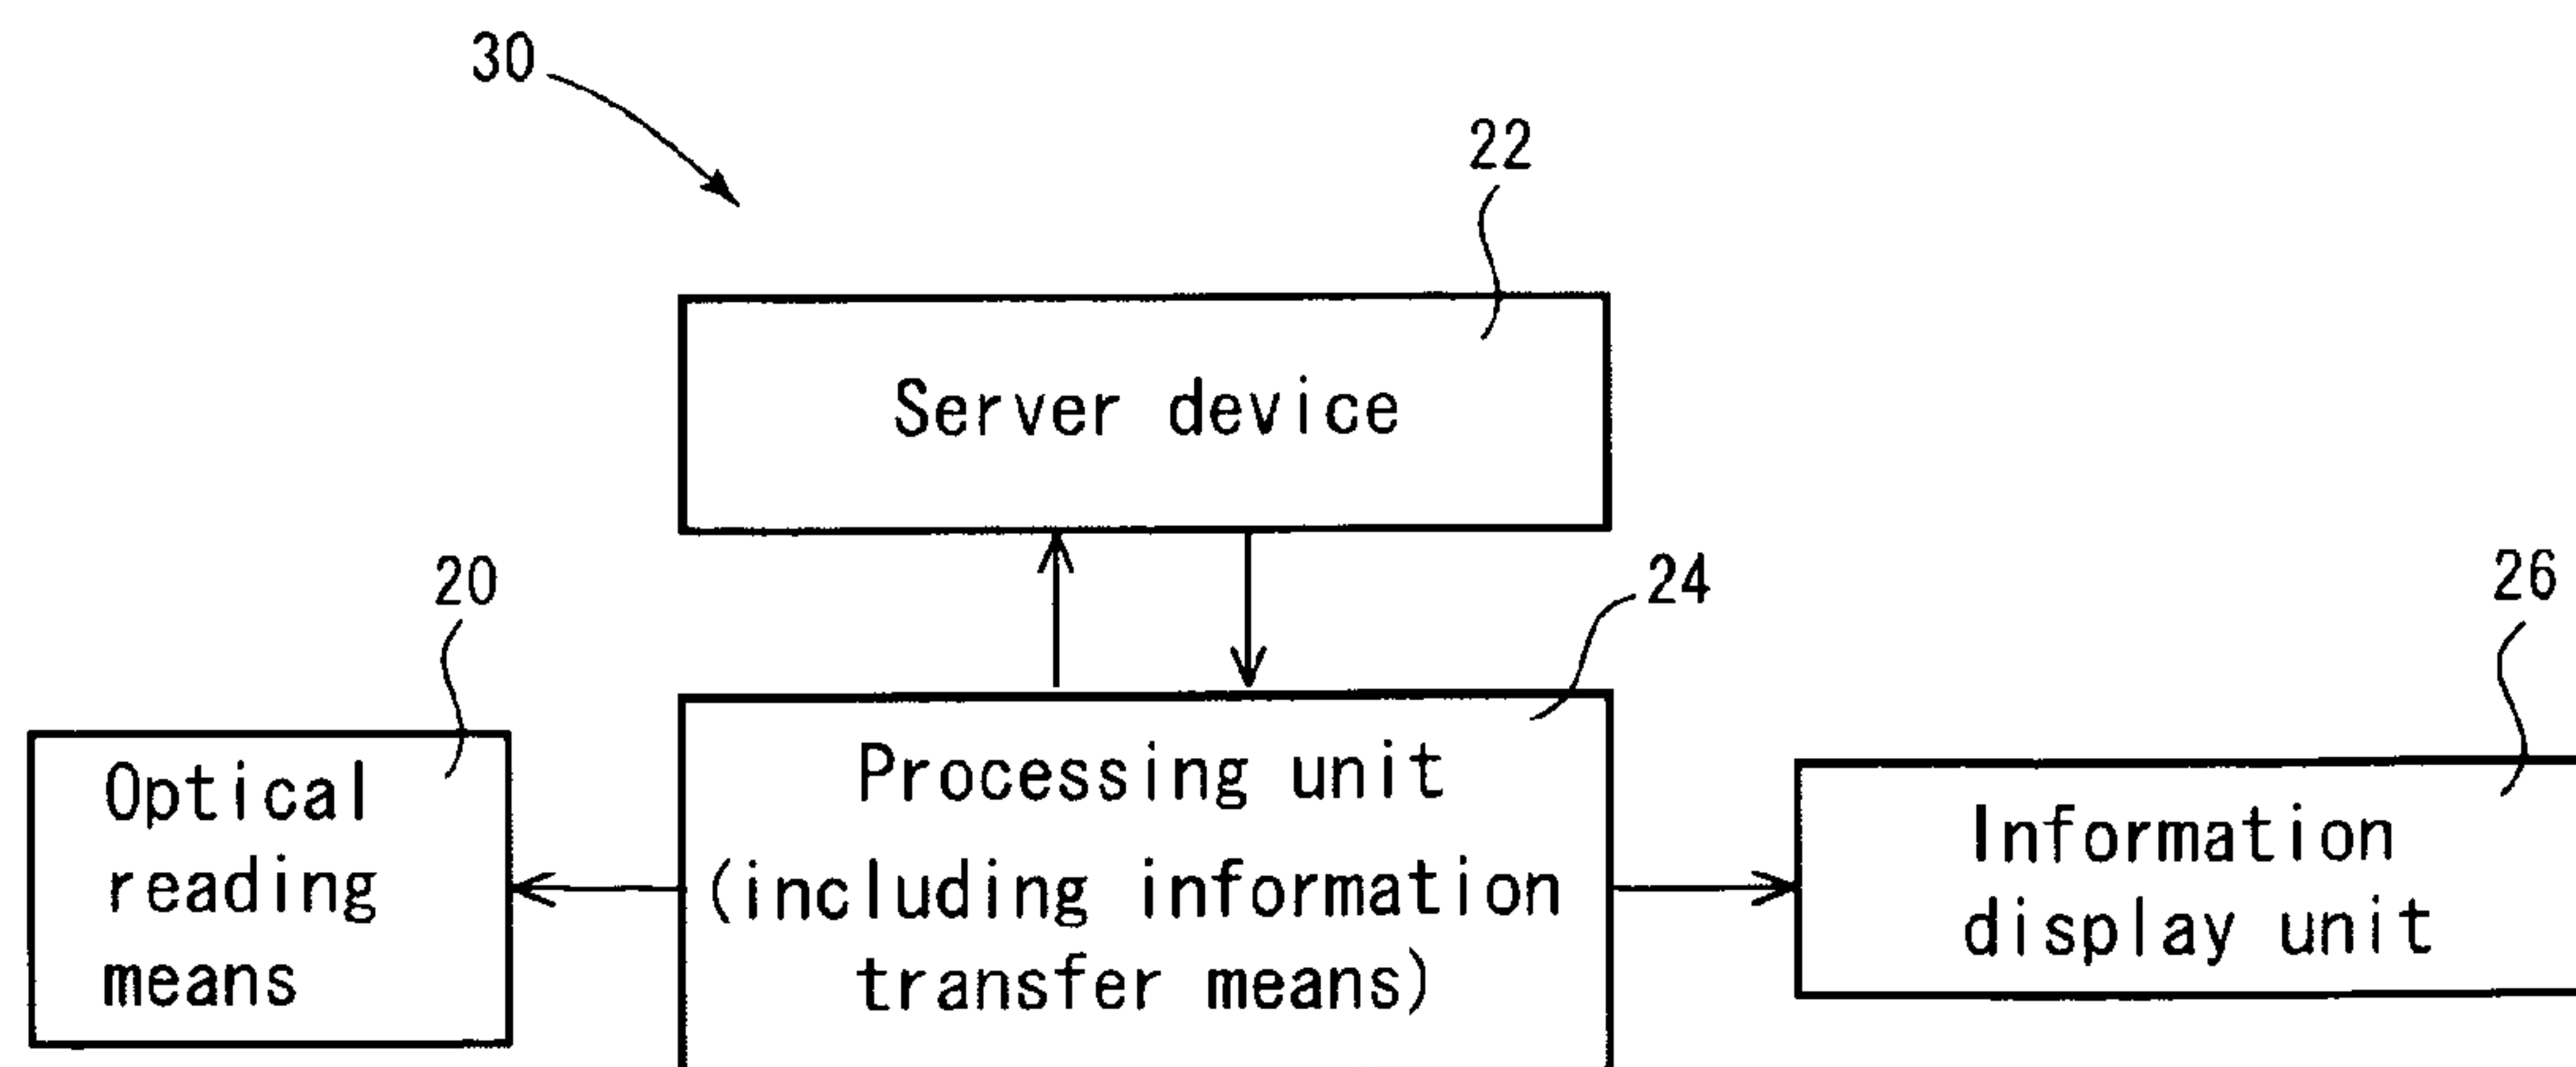 30
22
Server device
20
24
26
Optical
reading
means
Processing unit
(including information
transfer means)
Information
display unit